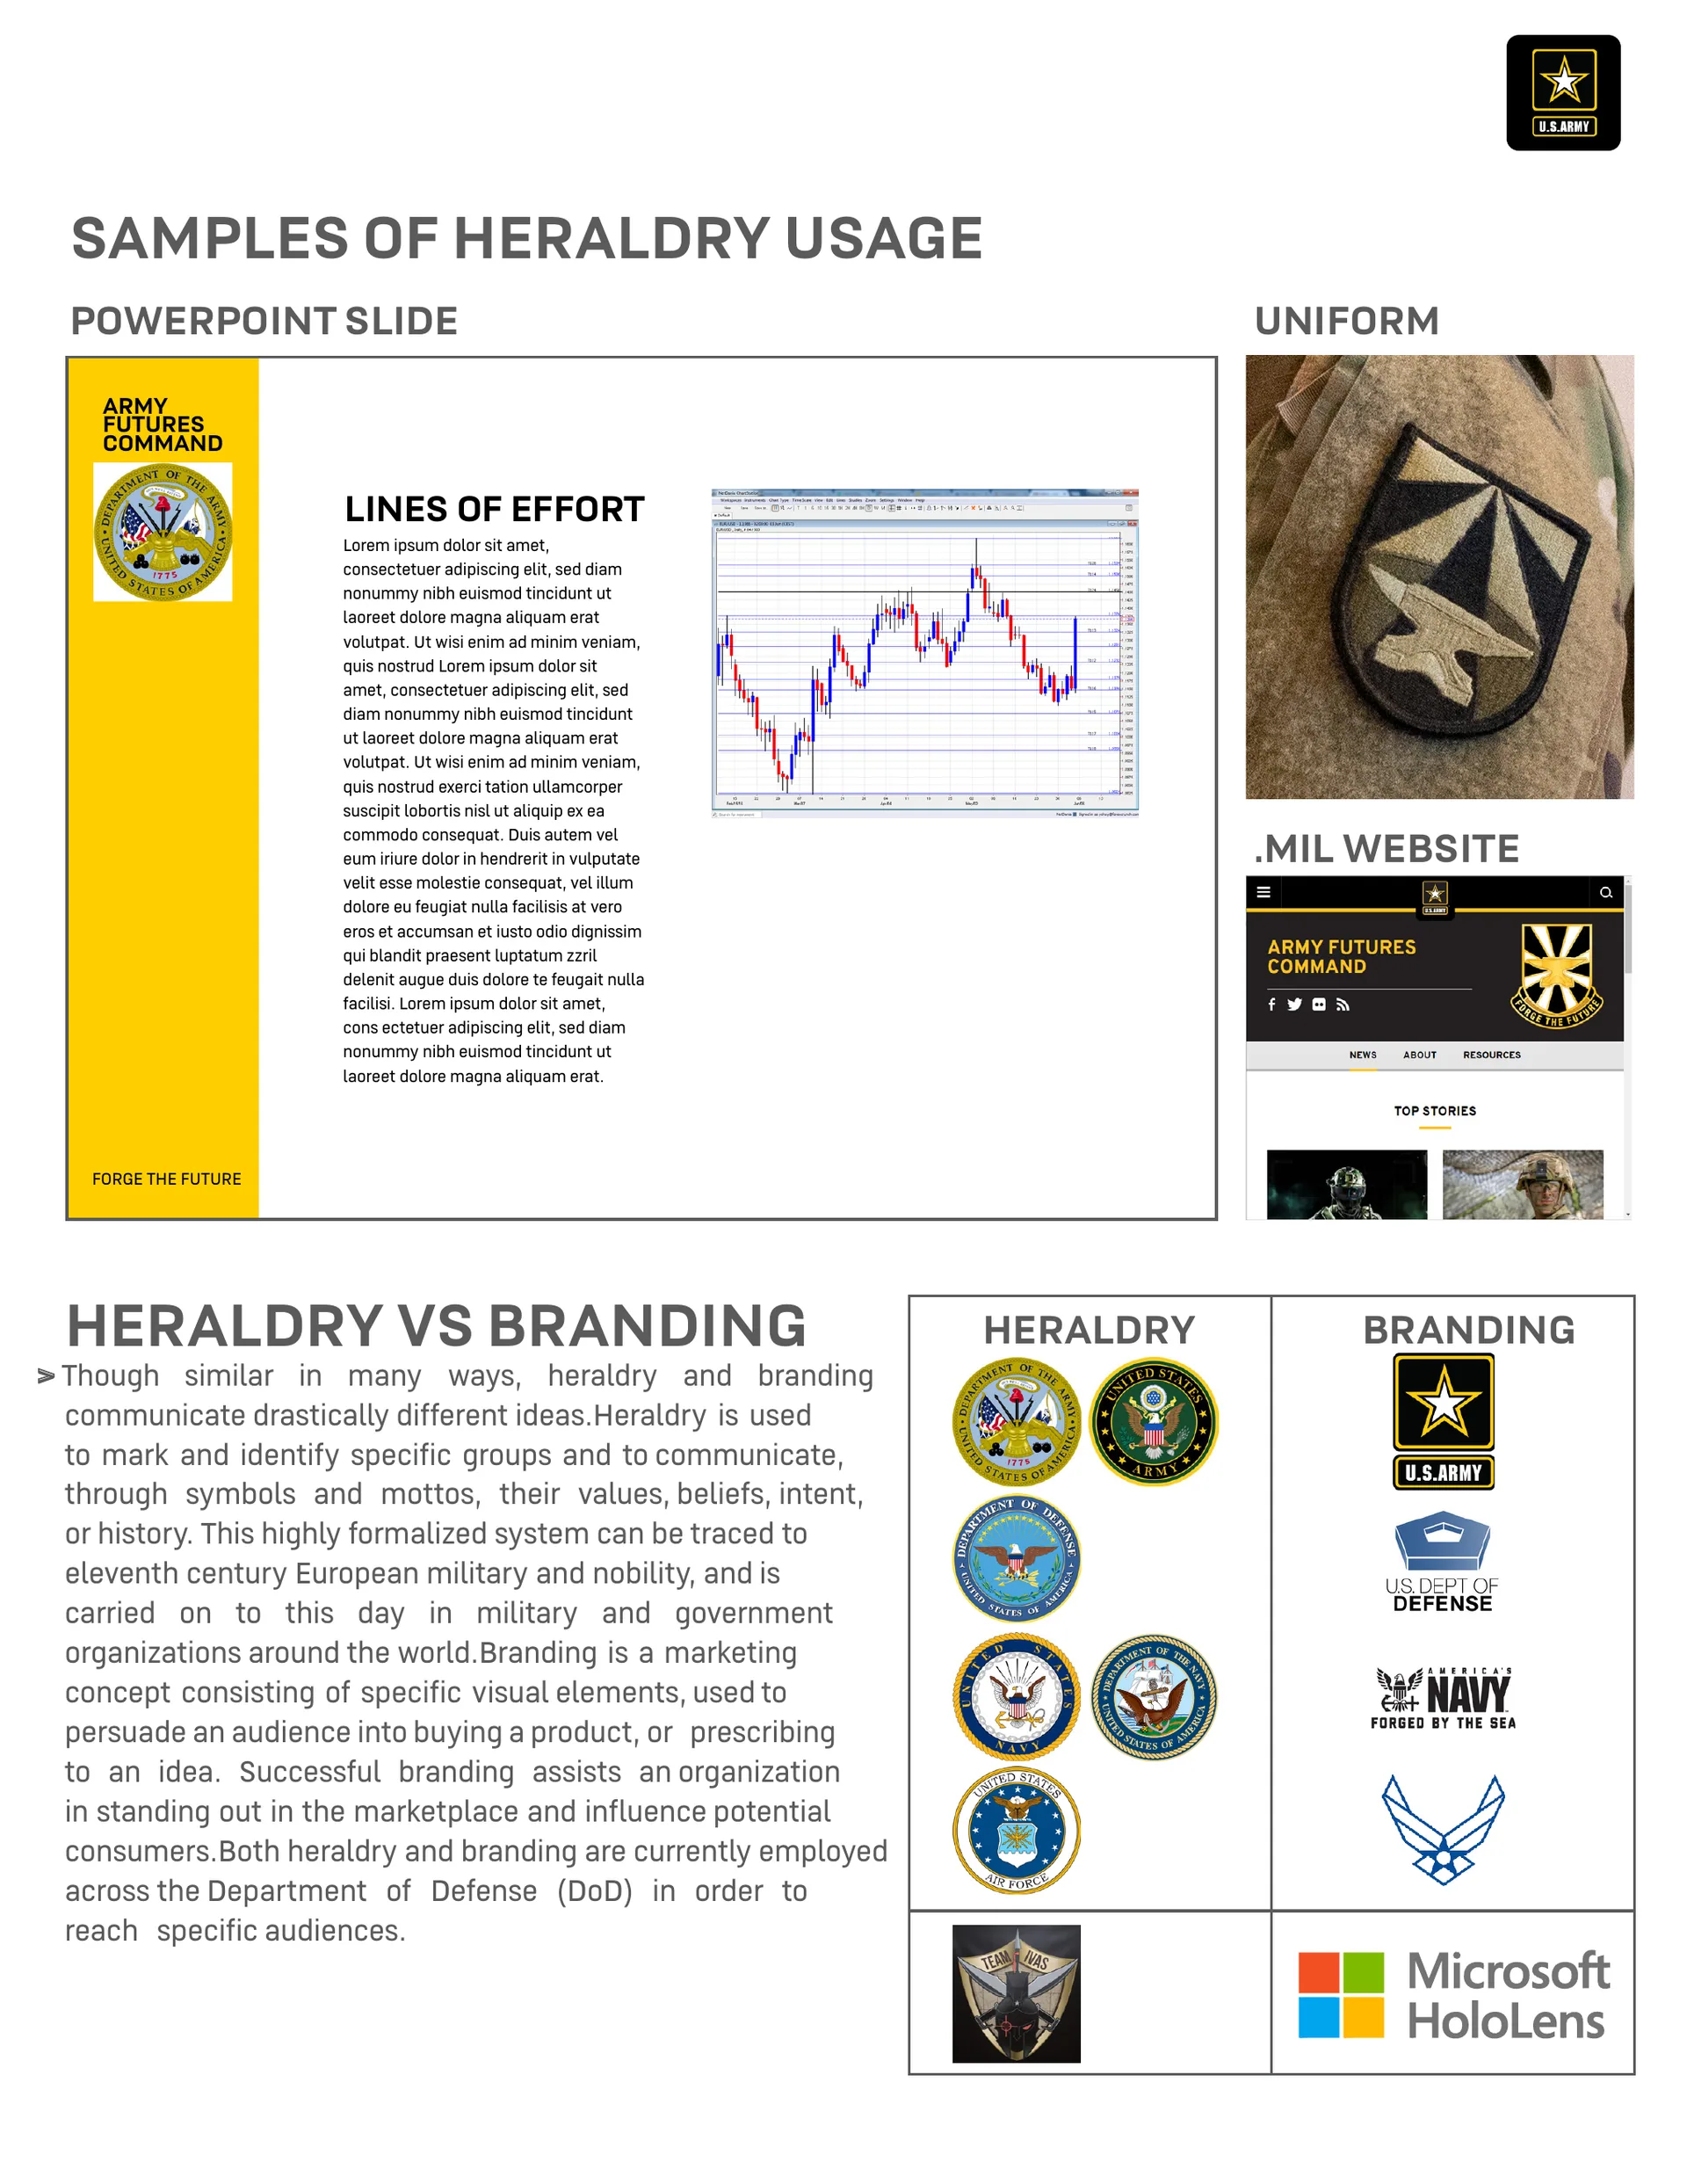 U.S.ARMY
SAMPLES OF HERALDRY USAGE
POWERPOINT SLIDE
ARMY
FUTURES
COMMAND
DEPARTMENT OF THE ARMY
UNITED STATES OF AMERICA
1775
FORGE THE FUTURE
LINES OF EFFORT
Lorem ipsum dolor sit amet,
consectetuer adipiscing elit, sed diam
nonummy nibh euismod tincidunt ut
laoreet dolore magna aliquam erat
volutpat. Ut wisi enim ad minim veniam,
quis nostrud Lorem ipsum dolor sit
amet, consectetuer adipiscing elit, sed
diam nonummy nibh euismod tincidunt
ut laoreet dolore magna aliquam erat
volutpat. Ut wisi enim ad minim veniam,
quis nostrud exerci tation ullamcorper
suscipit lobortis nisl ut aliquip ex ea
commodo consequat. Duis autem vel
eum iriure dolor in hendrerit in vulputate
velit esse molestie consequat, vel illum
dolore eu feugiat nulla facilisis at vero
eros et accumsan et iusto odio dignissim
qui blandit praesent luptatum zzril
delenit augue duis dolore te feugait nulla
facilisi. Lorem ipsum dolor sit amet,
cons ectetuer adipiscing elit, sed diam
nonummy nibh euismod tincidunt ut
laoreet dolore magna aliquam erat.
UNIFORM
.MIL WEBSITE
U.S.ARMY
ARMY FUTURES
COMMAND
FORGE THE FUTURE
NEWS ABOUT RESOURCES
TOP STORIES
HERALDRY VS BRANDING
Though similar in many ways, heraldry and branding
communicate drastically different ideas.Heraldry is used
to mark and identify specific groups and to communicate,
through symbols and mottos, their values, beliefs, intent,
or history. This highly formalized system can be traced to
eleventh century European military and nobility, and is
carried on to this day in military and government
organizations around the world.Branding is a marketing
concept consisting of specific visual elements, used to
persuade an audience into buying a product, or prescribing
to an idea. Successful branding assists an organization
in standing out in the marketplace and influence potential
consumers.Both heraldry and branding are currently employed
across the Department of Defense (DoD) in order to
reach specific audiences.
HERALDRY
DEPARTMENT OF THE ARMY
UNITED STATES OF AMERICA
1775
UNITED STATES
ARMY
DEPARTMENT OF DEFENSE
UNITED STATES OF AMERICA
UNITED STATES
NAVY
DEPARTMENT OF THE NAVY
UNITED STATES OF AMERICA
UNITED STATES
AIR FORCE
TEAM IVAS
BRANDING
U.S.ARMY
U.S. DEPT OF
DEFENSE
AMERICA'S
NAVY
FORGED BY THE SEA
Microsoft
HoloLens